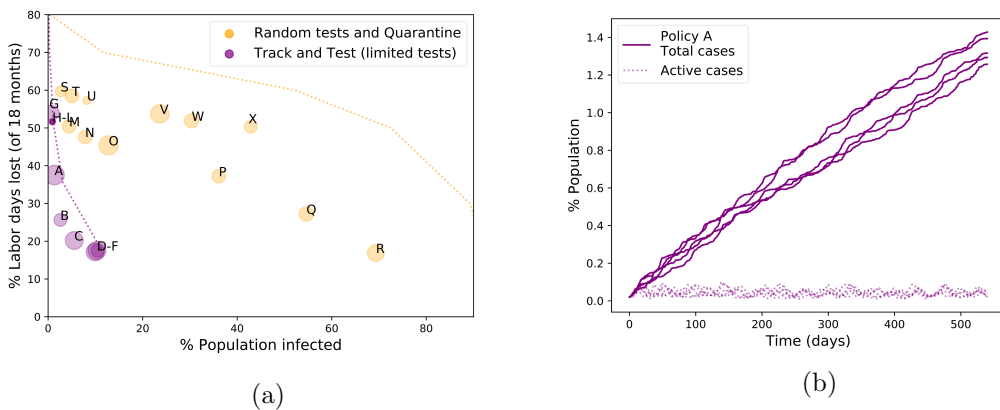 80
70
60
50
40
30
20
10
0
% Labor days lost (of 18 months)
Random tests and Quarantine
Track and Test (limited tests)
S
T
U
G
H-L
M
N
O
V
W
X
A
P
B
Q
C
D-F
R
0
20
40
60
80
% Population infected
(a)
1.4
1.2
1.0
0.8
0.6
0.4
0.2
0.0
% Population
Policy A
Total cases
Active cases
0
100
200
300
400
500
Time (days)
(b)